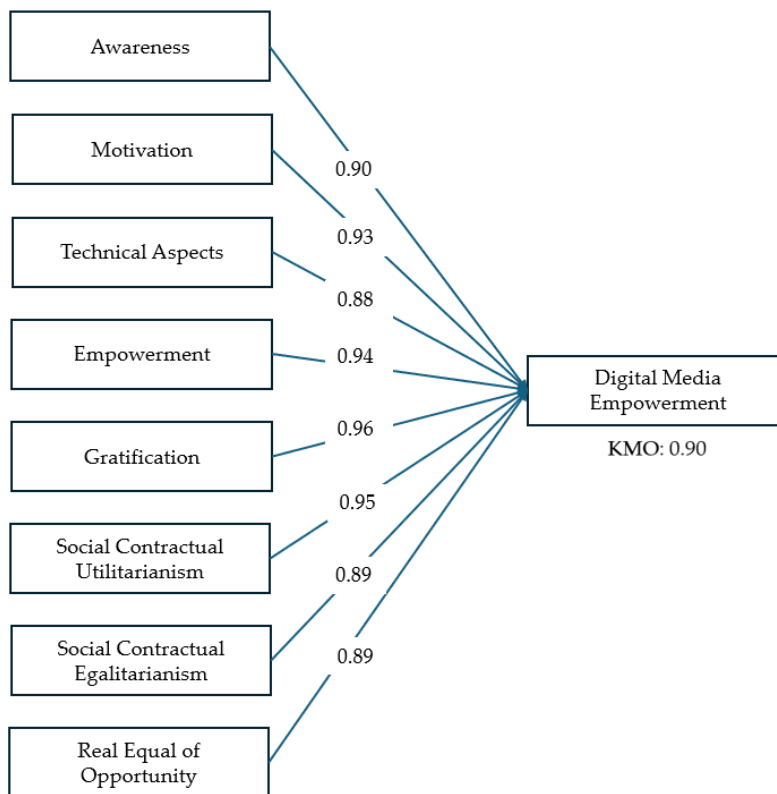 Awareness
Motivation
Technical Aspects
Empowerment
Gratification
Social Contractual
Utilitarianism
Social Contractual
Egalitarianism
Real Equal of
Opportunity
0.90
0.93
0.88
0.94
0.96
0.95
0.89
0.89
Digital Media
Empowerment
KMO: 0.90